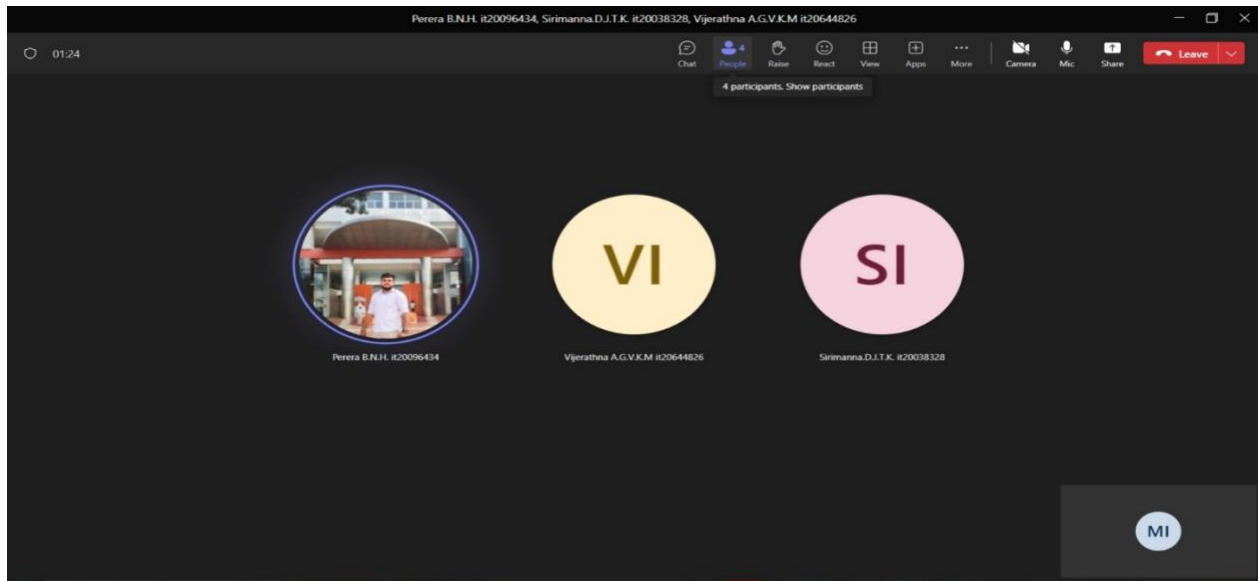 Perera B.N.H. it20096434, Sirimanna.D.J.T.K. it20038328, Vijerathna A.G.V.K.M it20644826
01:24
4
Chat People Raise React View Apps More Camera Mic Share Leave
4 participants. Show participants
VI SI
Perera B.N.H. it20096434 Vijerathna A.G.V.K.M it20644826 Sirimanna.D.J.T.K. it20038328
MI